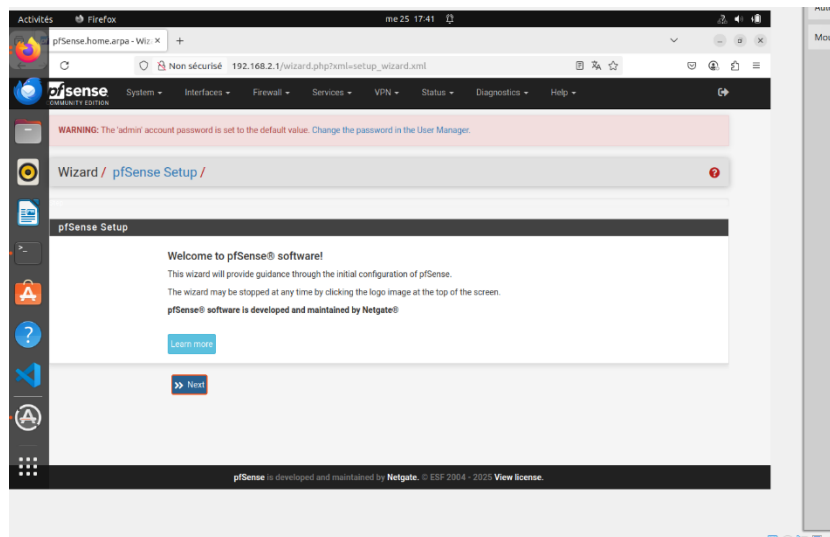 Activités Firefox me 25 17:41
pfSense.home.arpa - Wiz × +
Non sécurisé 192.168.2.1/wizard.php?xml=setup_wizard.xml
pfsense System Interfaces Firewall Services VPN Status Diagnostics Help
COMMUNITY EDITION
WARNING: The 'admin' account password is set to the default value. Change the password in the User Manager.
Wizard / pfSense Setup /
pfSense Setup
Welcome to pfSense® software!
This wizard will provide guidance through the initial configuration of pfSense.
The wizard may be stopped at any time by clicking the logo image at the top of the screen.
pfSense® software is developed and maintained by Netgate®
Learn more
>> Next
pfSense is developed and maintained by Netgate. © ESF 2004 - 2025 View license.